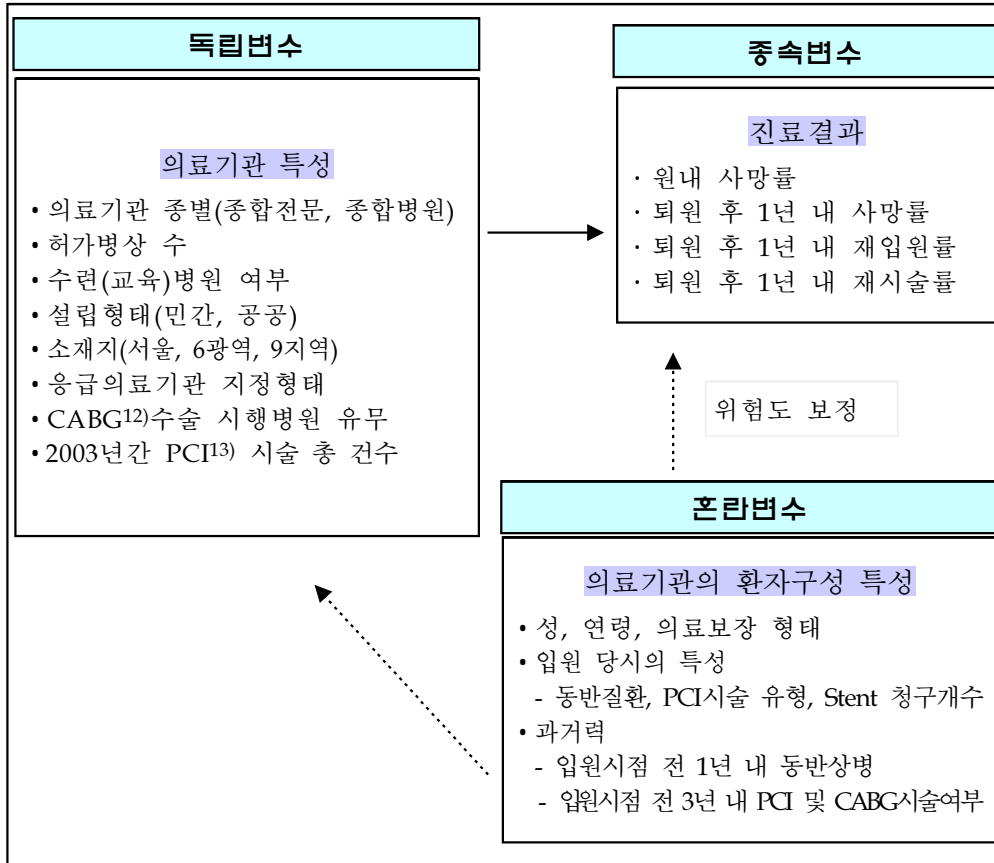 독립변수
의료기관 특성
• 의료기관 종별(종합전문, 종합병원)
• 허가병상 수
• 수련(교육)병원 여부
• 설립형태(민간, 공공)
• 소재지(서울, 6광역, 9지역)
• 응급의료기관 지정형태
• CABG12)수술 시행병원 유무
• 2003년간 PCI13) 시술 총 건수
종속변수
진료결과
· 원내 사망률
· 퇴원 후 1년 내 사망률
· 퇴원 후 1년 내 재입원률
· 퇴원 후 1년 내 재시술률
위험도 보정
혼란변수
의료기관의 환자구성 특성
• 성, 연령, 의료보장 형태
• 입원 당시의 특성
- 동반질환, PCI시술 유형, Stent 청구개수
• 과거력
- 입원시점 전 1년 내 동반상병
- 입원시점 전 3년 내 PCI 및 CABG시술여부